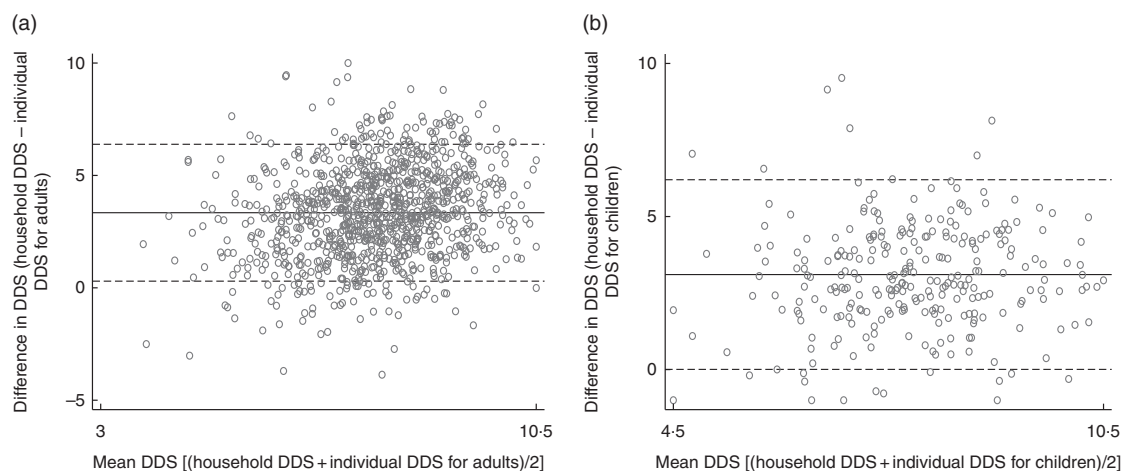 (a)
Difference in DDS (household DDS – individual
DDS for adults)
10
5
0
–5
3
10·5
Mean DDS [(household DDS + individual DDS for adults)/2]
(b)
Difference in DDS (household DDS – individual
DDS for children)
10
5
0
4·5
10·5
Mean DDS [(household DDS + individual DDS for children)/2]